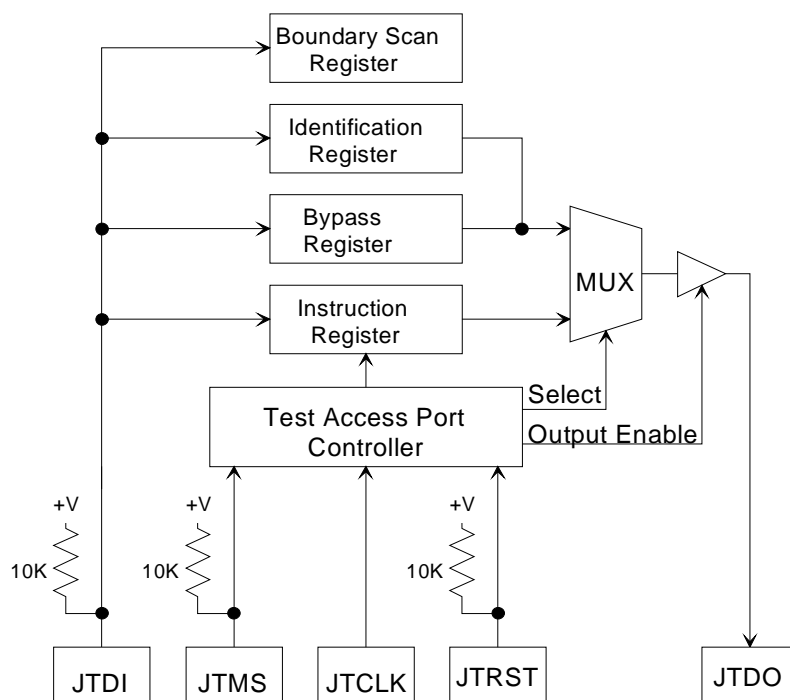 Boundary Scan
Register
Identification
Register
Bypass
Register
MUX
Instruction
Register
Select
Test Access Port
Controller
Output Enable
+V
+V
+V
10K
10K
10K
JTDI
JTMS
JTCLK
JTRST
JTDO